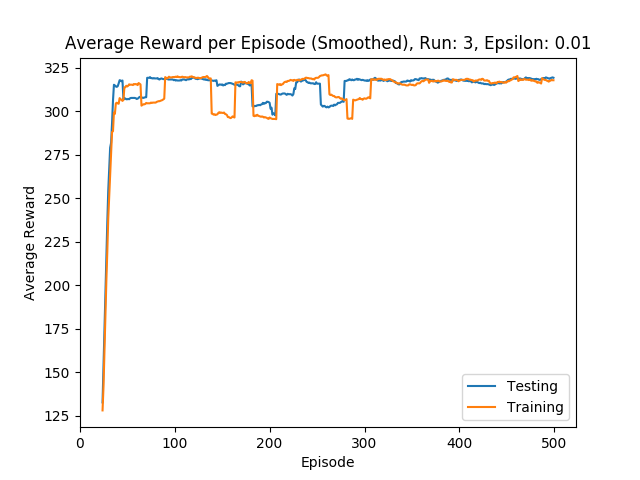 Average Reward per Episode (Smoothed), Run: 3, Epsilon: 0.01
Average Reward
325
300
275
250
225
200
175
150
125
0 100 200 300 400 500
Episode
Testing
Training